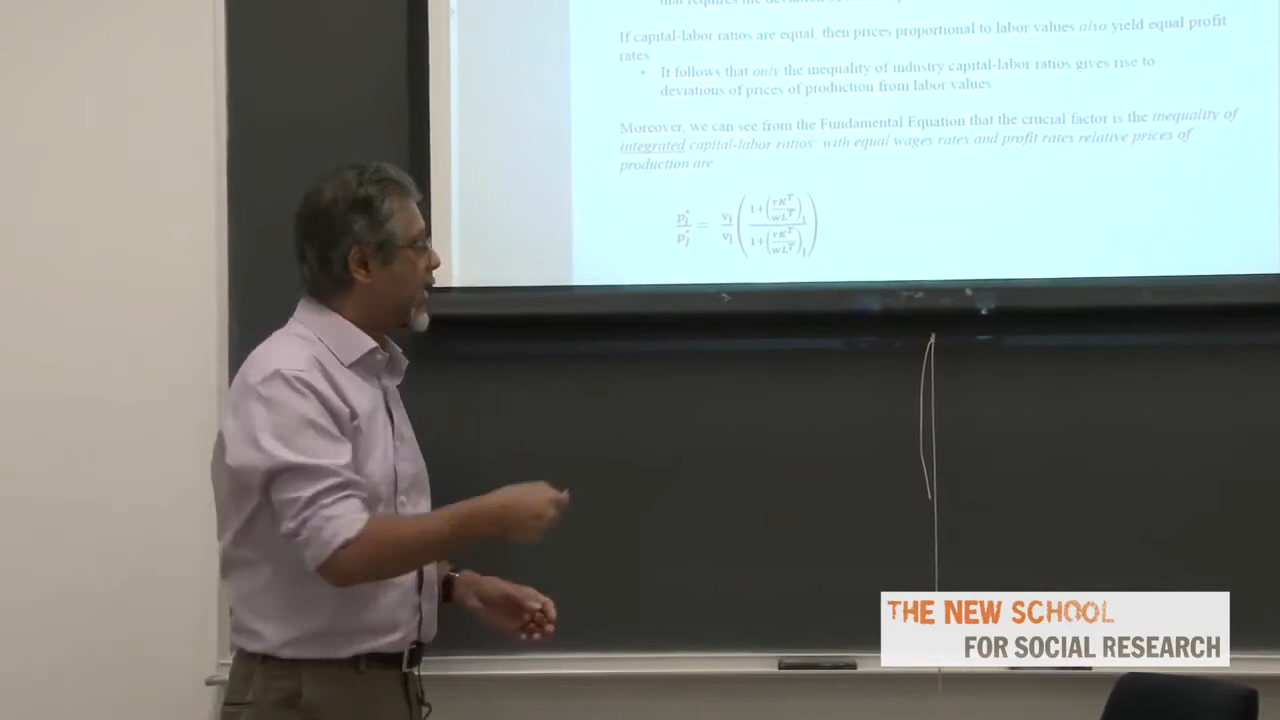 If capital-labor ratios are equal, then prices proportional to labor values also yield equal profit
rates
• It follows that only the inequality of industry capital-labor ratios gives rise to
deviations of prices of production from labor values
Moreover, we can see from the Fundamental Equation that the crucial factor is the inequality of
integrated capital-labor ratios: with equal wages rates and profit rates relative prices of
production are
THE NEW SCHOOL
FOR SOCIAL RESEARCH